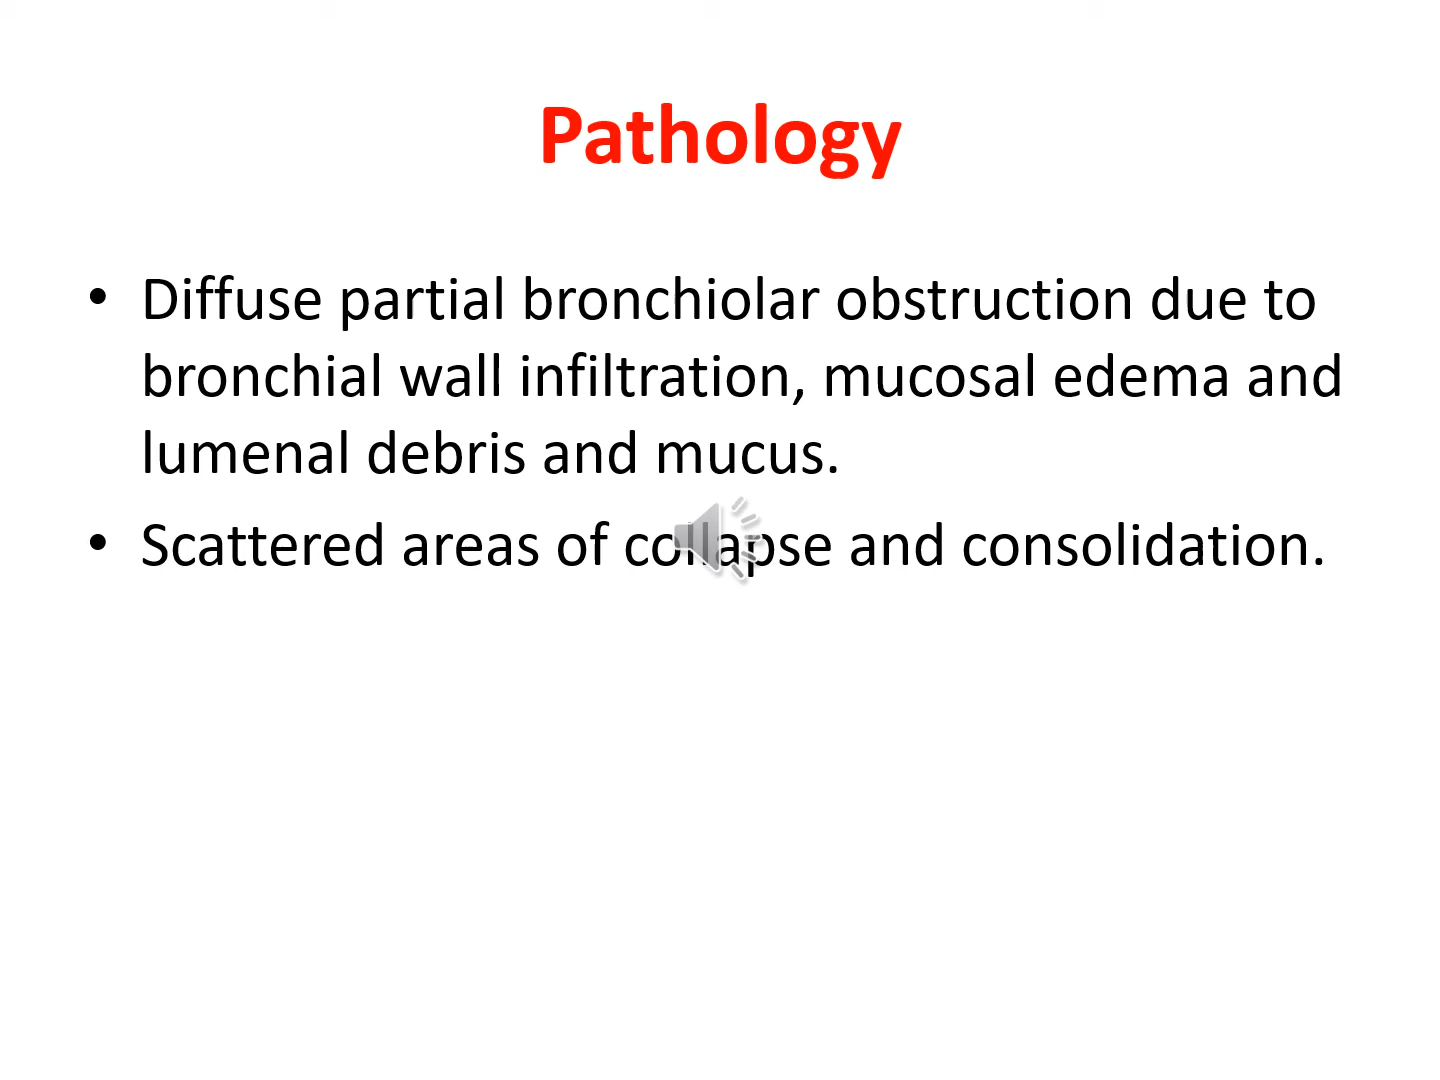 Pathology
• Diffuse partial bronchiolar obstruction due to
bronchial wall infiltration, mucosal edema and
lumenal debris and mucus.
• Scattered areas of collapse and consolidation.